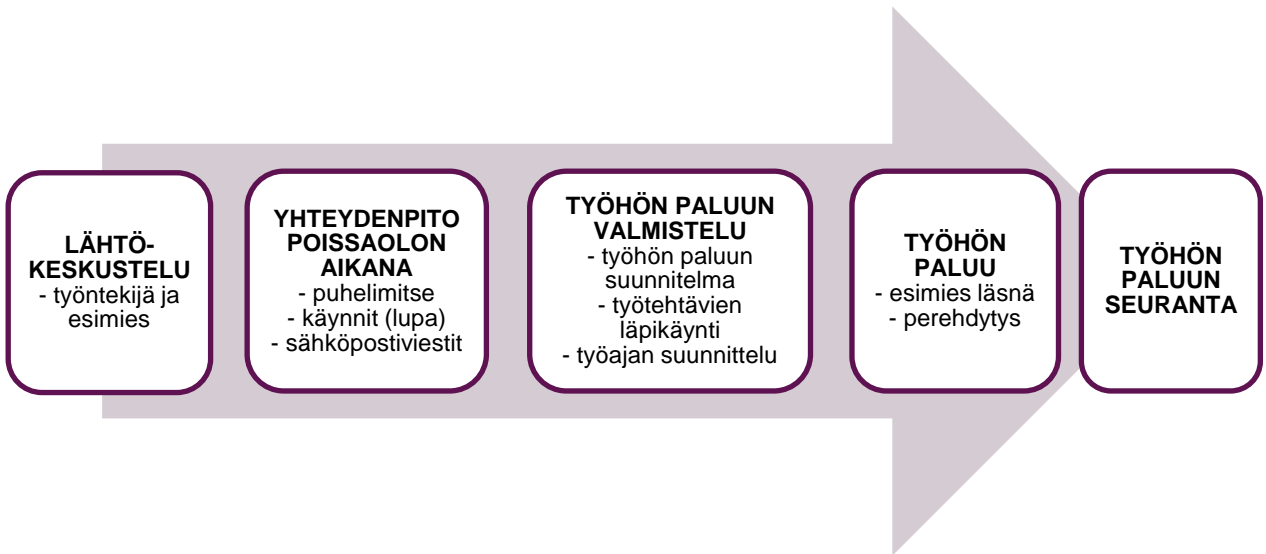 LÄHTÖ-
KESKUSTELU
- työntekijä ja
esimies
YHTEYDENPITO
POISSAOLON
AIKANA
- puhelimitse
- käynnit (lupa)
- sähköpostiviestit
TYÖHÖN PALUUN
VALMISTELU
- työhön paluun
suunnitelma
- työtehtävien
läpikäynti
- työajan suunnittelu
TYÖHÖN
PALUU
- esimies läsnä
- perehdytys
TYÖHÖN
PALUUN
SEURANTA